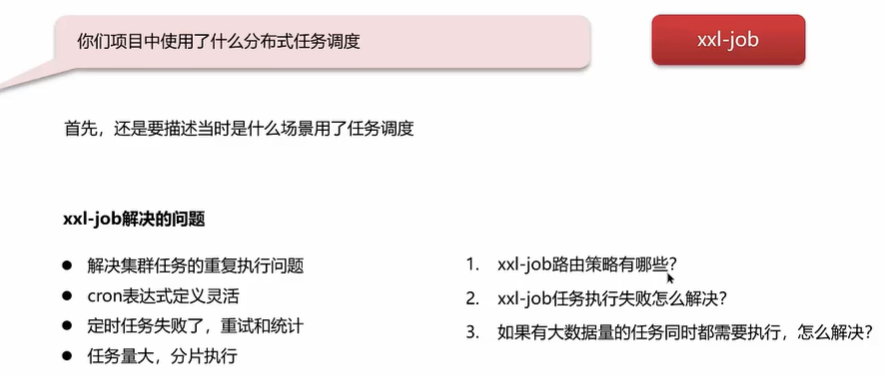 你们项目中使用了什么分布式任务调度
xxl-job
首先，还是要描述当时是什么场景用了任务调度
xxl-job解决的问题
● 解决集群任务的重复执行问题
● cron表达式定义灵活
● 定时任务失败了，重试和统计
● 任务量大，分片执行
1. xxl-job路由策略有哪些?
2. xxl-job任务执行失败怎么解决?
3. 如果有大数据量的任务同时都需要执行，怎么解决?